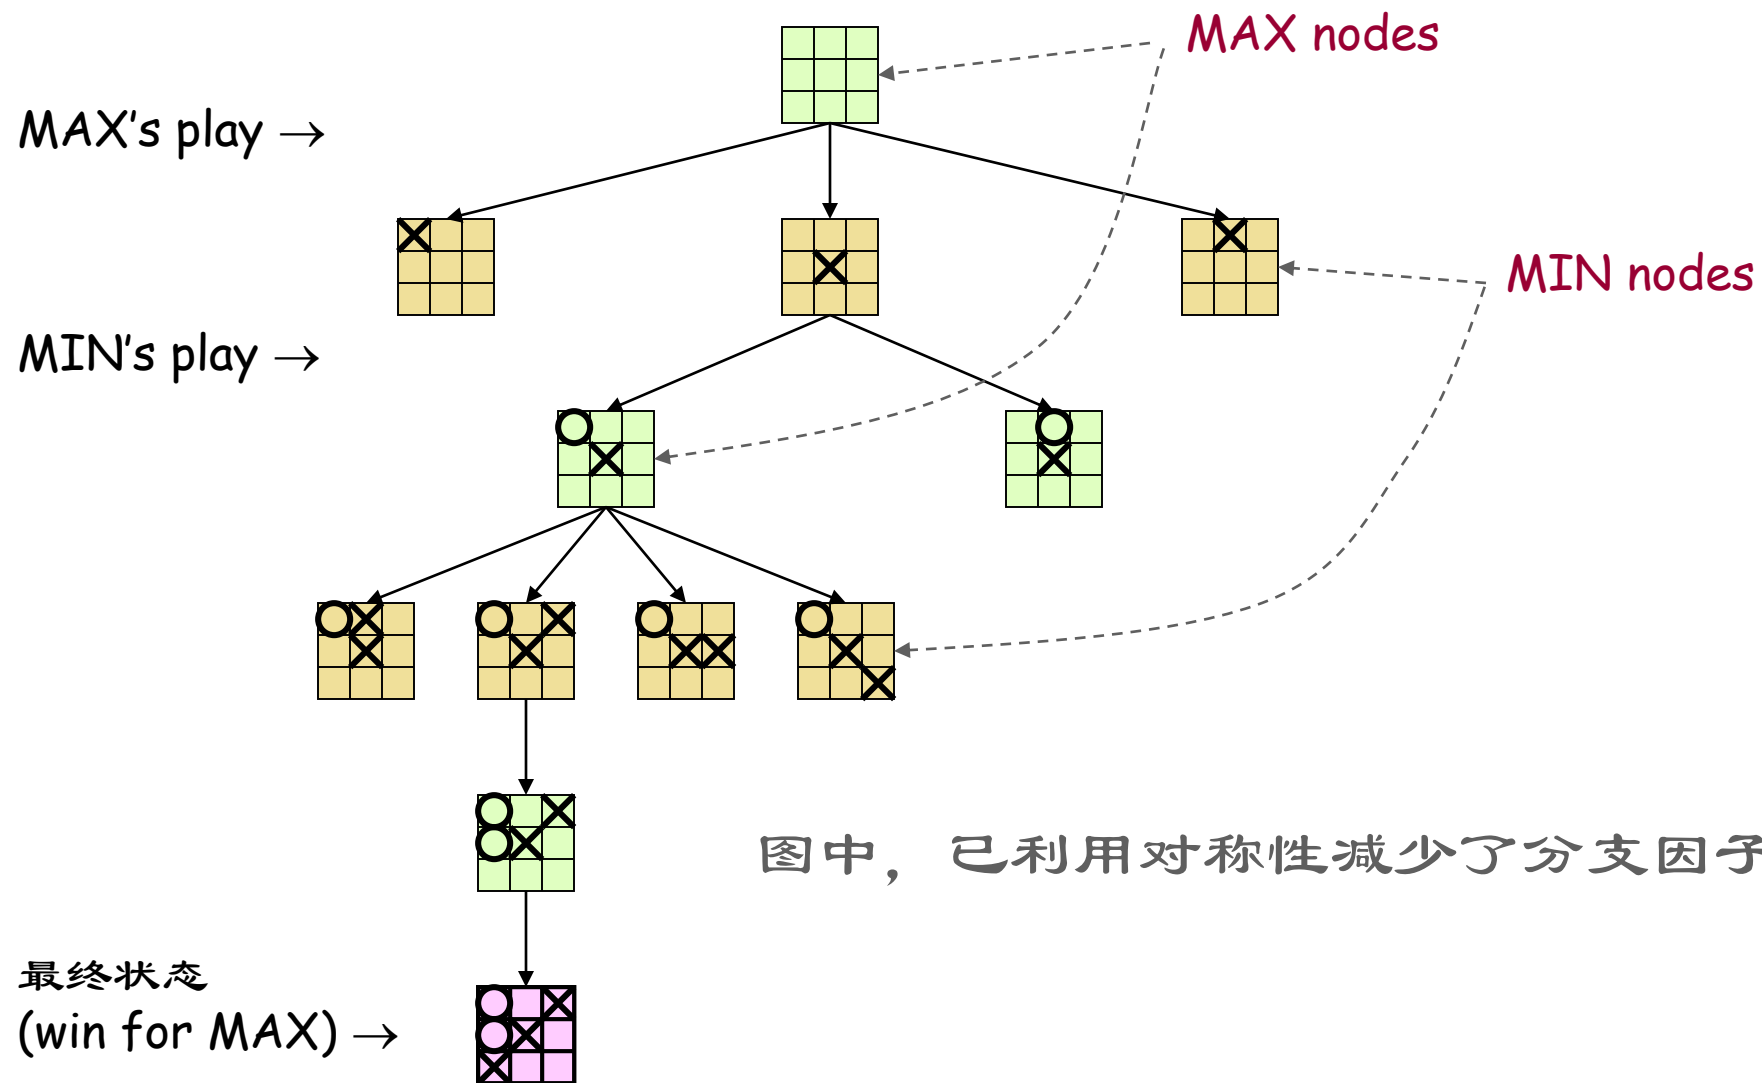 MAX nodes
MAX's play →
MIN nodes
MIN's play →
图中，已利用对称性减少了分支因子
最终状态
(win for MAX) →